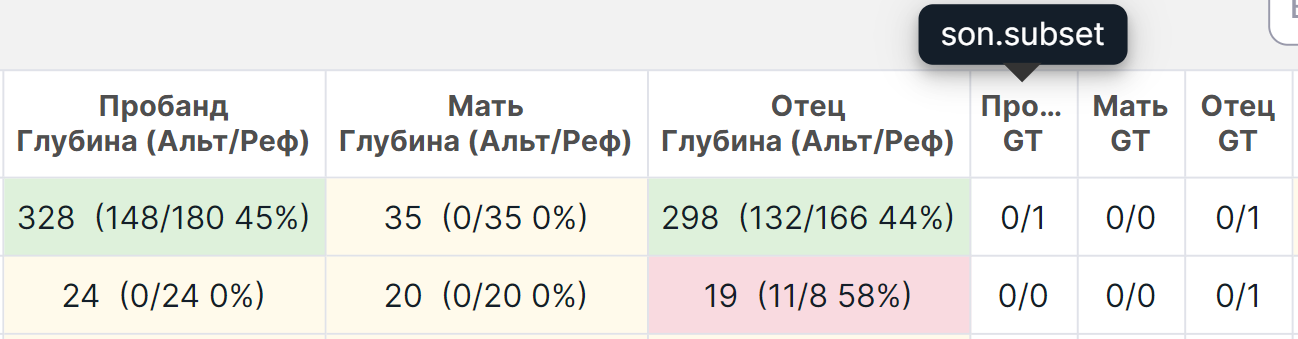 son.subset
Пробанд Глубина (Альт/Реф) Мать Глубина (Альт/Реф) Отец Глубина (Альт/Реф) Про... GT Мать GT Отец GT
328 (148/180 45%) 35 (0/35 0%) 298 (132/166 44%) 0/1 0/0 0/1
24 (0/24 0%) 20 (0/20 0%) 19 (11/8 58%) 0/0 0/0 0/1